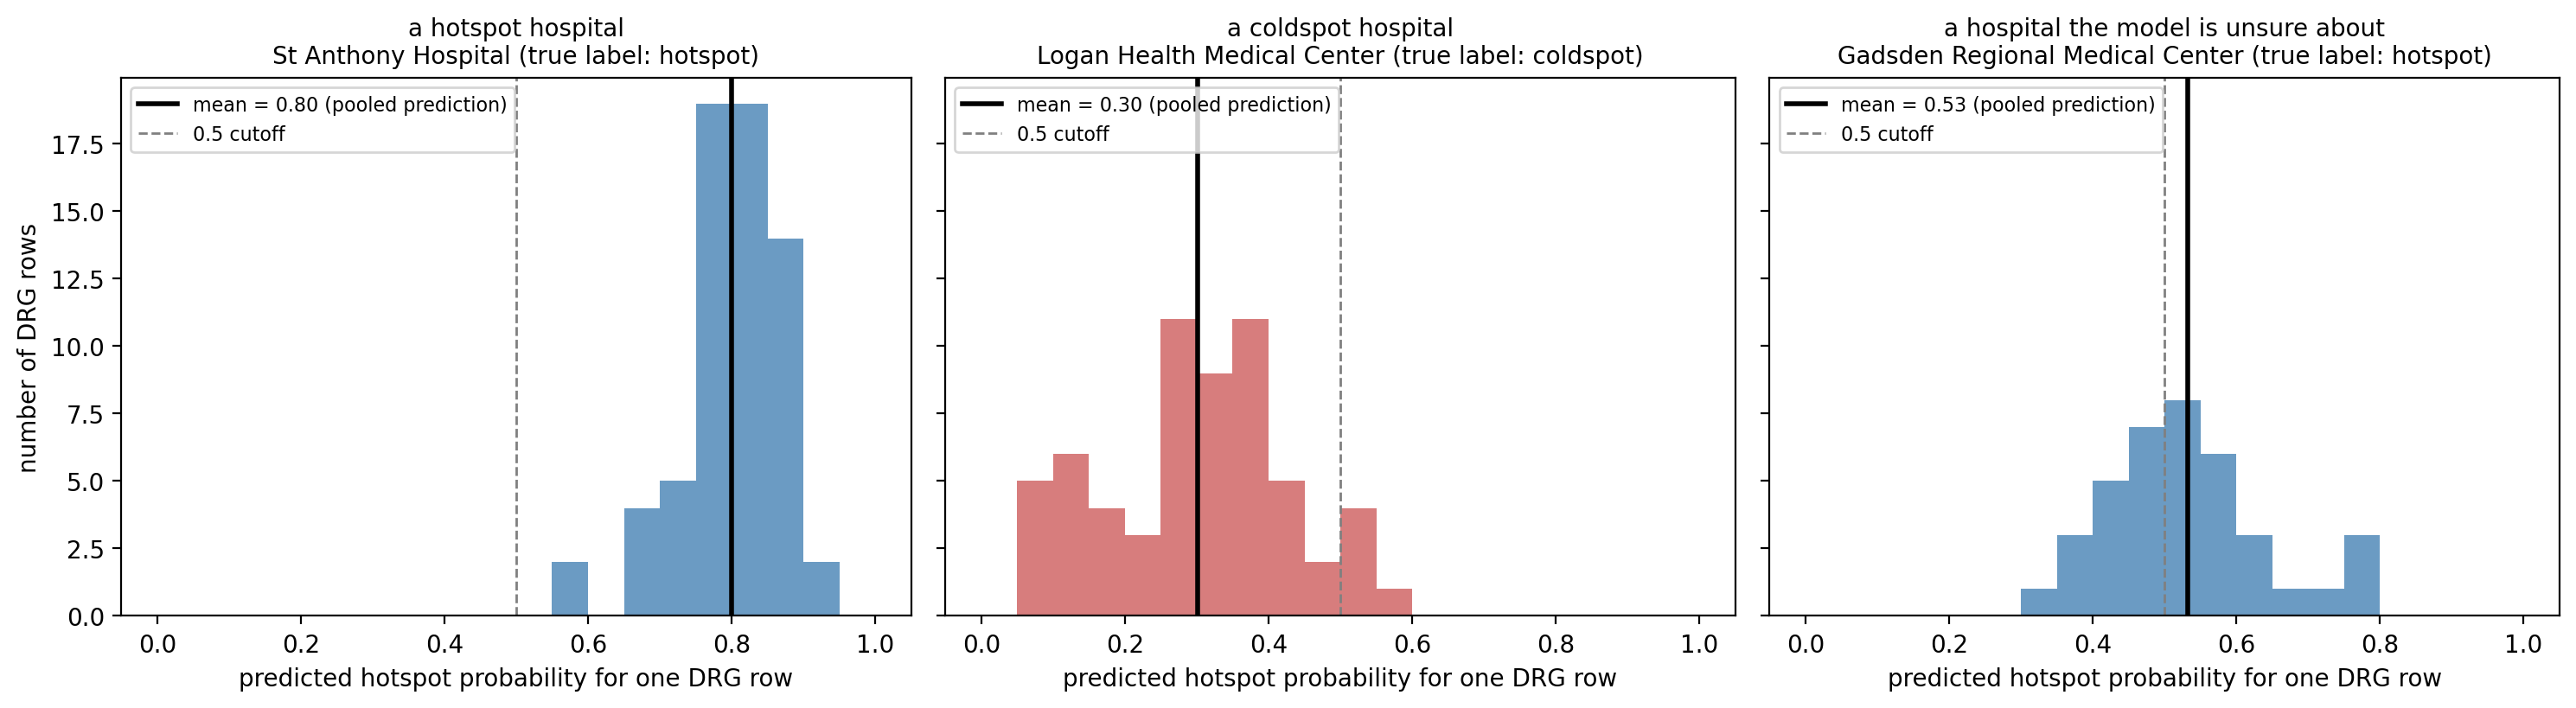 a hotspot hospital
St Anthony Hospital (true label: hotspot)
mean = 0.80 (pooled prediction)
0.5 cutoff
number of DRG rows
17.5
15.0
12.5
10.0
7.5
5.0
2.5
0.0
0.0 0.2 0.4 0.6 0.8 1.0
predicted hotspot probability for one DRG row
a coldspot hospital
Logan Health Medical Center (true label: coldspot)
mean = 0.30 (pooled prediction)
0.5 cutoff
0.0 0.2 0.4 0.6 0.8 1.0
predicted hotspot probability for one DRG row
a hospital the model is unsure about
Gadsden Regional Medical Center (true label: hotspot)
mean = 0.53 (pooled prediction)
0.5 cutoff
0.0 0.2 0.4 0.6 0.8 1.0
predicted hotspot probability for one DRG row